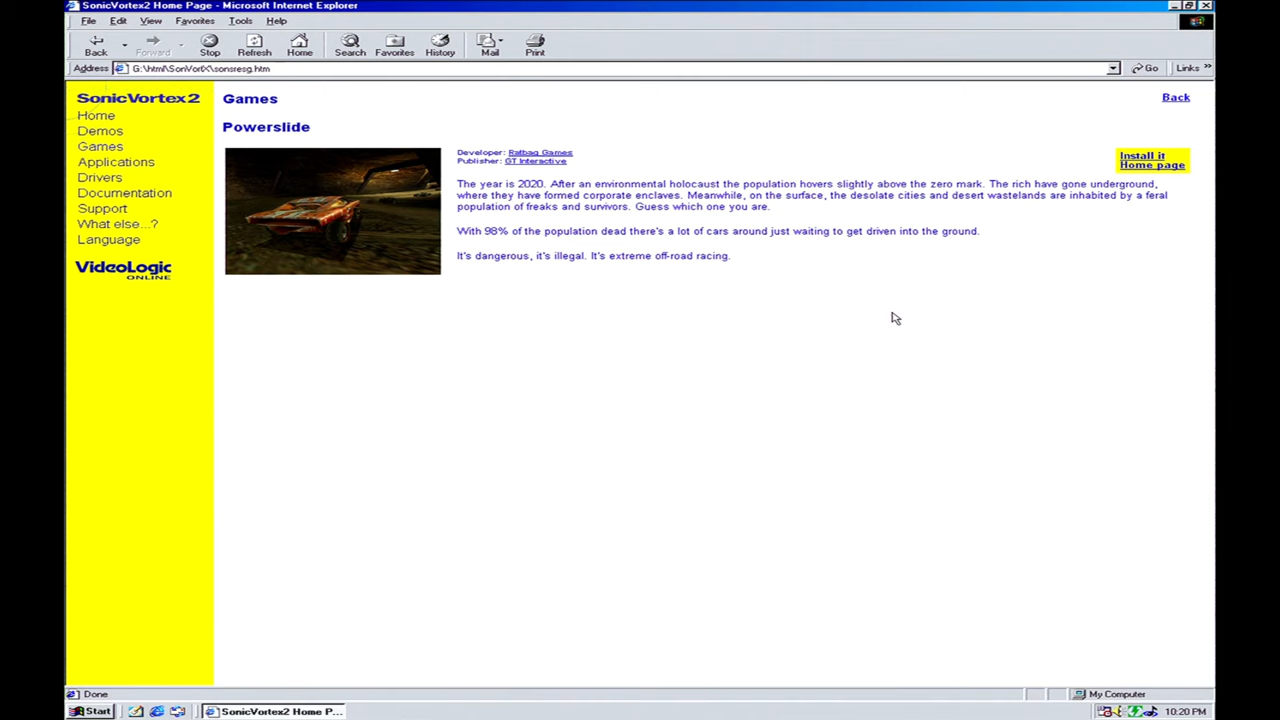 SonicVortex2 Home Page - Microsoft Internet Explorer
File Edit View Favorites Tools Help
Back Forward Stop Refresh Home Search Favorites History Mail Print
Address G:\html\SonVortX\sonsresg.htm Go Links »
SonicVortex2
Home
Demos
Games
Applications
Drivers
Documentation
Support
What else...?
Language
VideoLogic
ONLINE
Games
Back
Powerslide
Developer: Ratbag Games
Publisher: GT Interactive
Install it
Home page
The year is 2020. After an environmental holocaust the population hovers slightly above the zero mark. The rich have gone underground,
where they have formed corporate enclaves. Meanwhile, on the surface, the desolate cities and desert wastelands are inhabited by a feral
population of freaks and survivors. Guess which one you are.
With 98% of the population dead there's a lot of cars around just waiting to get driven into the ground.
It's dangerous, it's illegal. It's extreme off-road racing.
Done My Computer
Start SonicVortex2 Home P... 10:20 PM